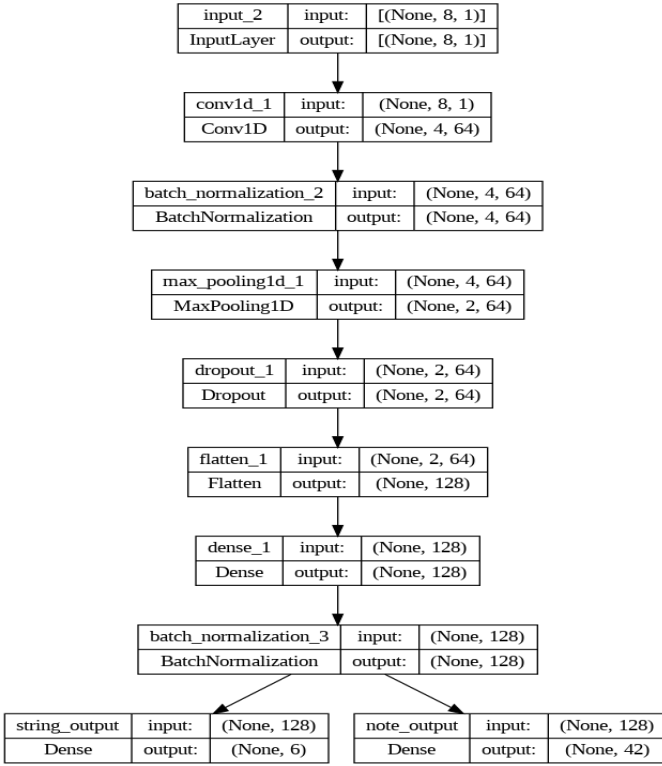 input_2 input: [(None, 8, 1)]
InputLayer output: [(None, 8, 1)]
conv1d_1 input: (None, 8, 1)
Conv1D output: (None, 4, 64)
batch_normalization_2 input: (None, 4, 64)
BatchNormalization output: (None, 4, 64)
max_pooling1d_1 input: (None, 4, 64)
MaxPooling1D output: (None, 2, 64)
dropout_1 input: (None, 2, 64)
Dropout output: (None, 2, 64)
flatten_1 input: (None, 2, 64)
Flatten output: (None, 128)
dense_1 input: (None, 128)
Dense output: (None, 128)
batch_normalization_3 input: (None, 128)
BatchNormalization output: (None, 128)
string_output input: (None, 128)
Dense output: (None, 6)
note_output input: (None, 128)
Dense output: (None, 42)